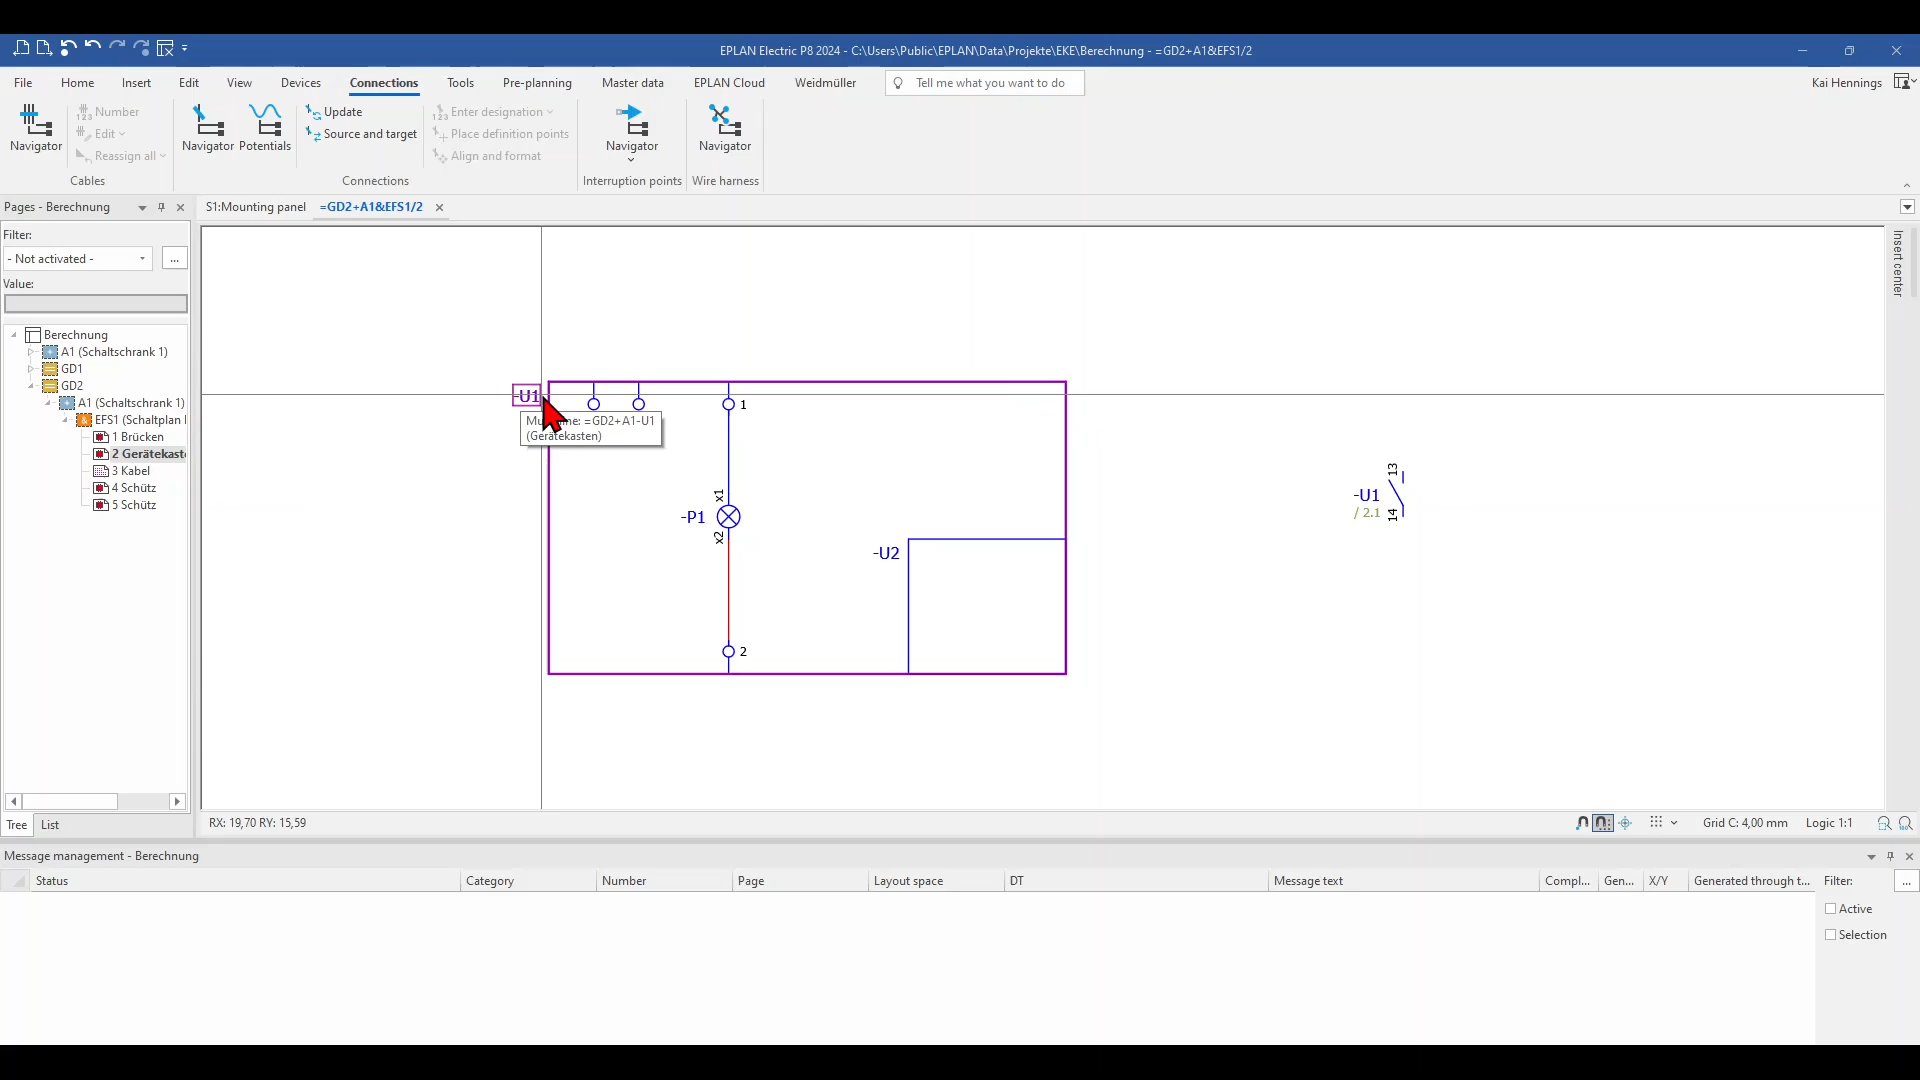 EPLAN Electric P8 2024 - C:\Users\Public\EPLAN\Data\Projekte\EKE\Berechnung - =GD2+A1&EFS1/2
File Home Insert Edit View Devices Connections Tools Pre-planning Master data EPLAN Cloud Weidmüller Tell me what you want to do Kai Hennings
Navigator Number Navigator Potentials Update Enter designation Navigator Navigator
Edit Source and target Place definition points
Reassign all Align and format
Cables Connections Interruption points Wire harness
Pages - Berechnung S1:Mounting panel =GD2+A1&EFS1/2
Filter:
- Not activated - ...
Value:
Berechnung
A1 (Schaltschrank 1)
GD1
GD2
A1 (Schaltschrank 1)
EFS1 (Schaltplan
1 Brücken
2 Gerätekast
3 Kabel
4 Schütz
5 Schütz
Tree List
Insert center
-U1
1
=GD2+A1-U1
(Gerätekasten)
x1
-P1
x2
-U2
2
13
-U1
/ 2.1
14
RX: 19,70 RY: 15,59 Grid C: 4,00 mm Logic 1:1
Message management - Berechnung
Status Category Number Page Layout space DT Message text Compl... Gen... X/Y Generated through t... Filter: ...
Active
Selection